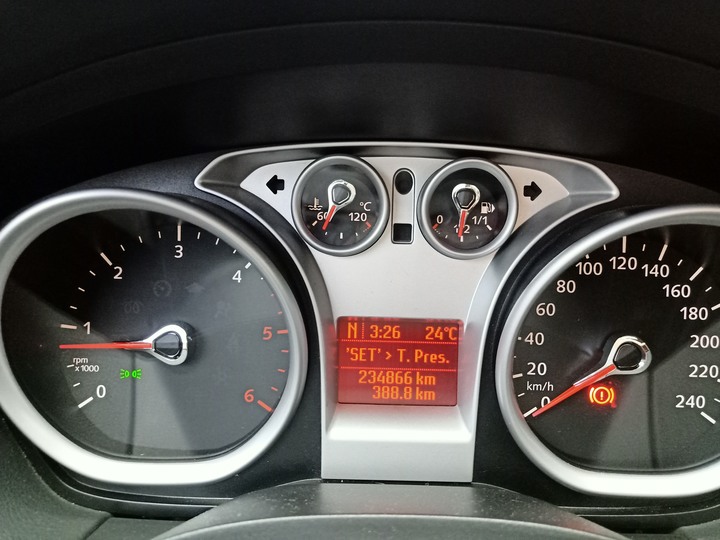 60 °C 120
0 1/2 1/1
0 1 2 3 4 5 6
rpm
x1000
N 3:26 24°C
'SET' > T. Pres.
234866 km
388.8 km
0 20 40 60 80 100 120 140 160 180 200 220 240
km/h